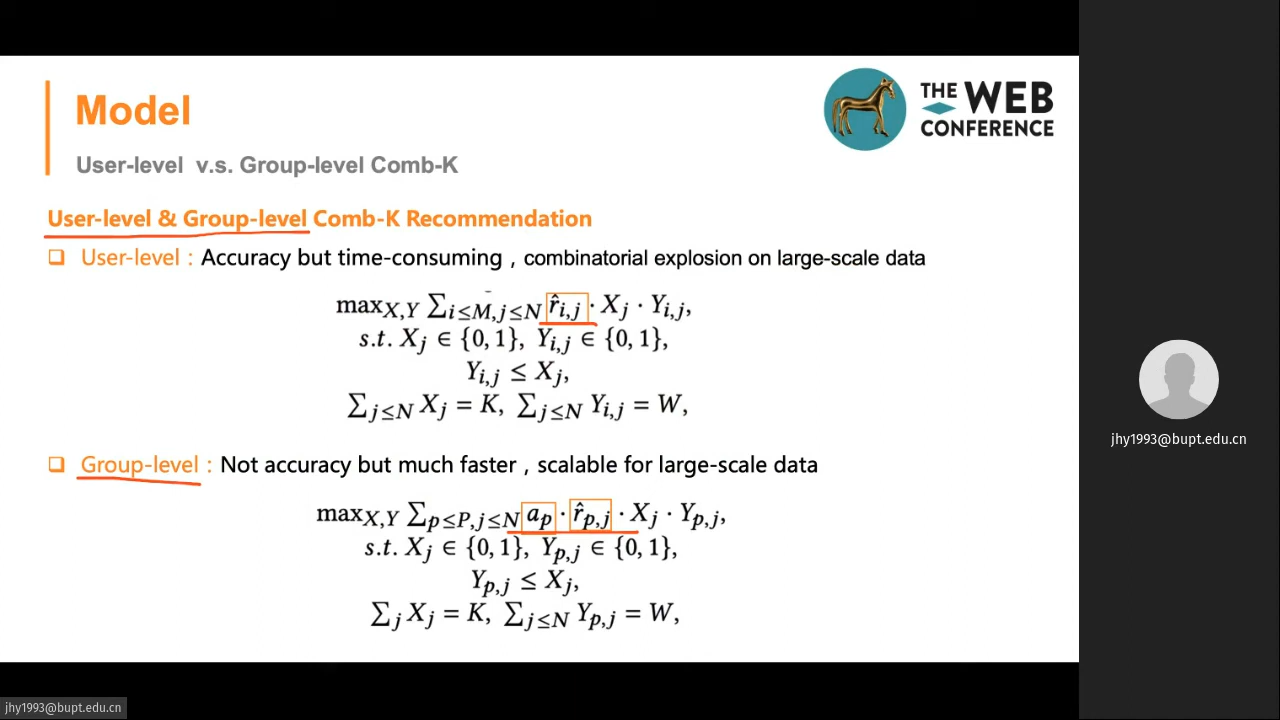 Model
THE WEB
CONFERENCE
User-level v.s. Group-level Comb-K
User-level & Group-level Comb-K Recommendation
❑ User-level : Accuracy but time-consuming , combinatorial explosion on large-scale data
max_{X,Y} ∑_{i≤M,j≤N} r̂_{i,j} · X_j · Y_{i,j},
s.t. X_j ∈ {0, 1}, Y_{i,j} ∈ {0, 1},
Y_{i,j} ≤ X_j,
∑_{j≤N} X_j = K, ∑_{j≤N} Y_{i,j} = W,
❑ Group-level : Not accuracy but much faster , scalable for large-scale data
max_{X,Y} ∑_{p≤P,j≤N} a_p · r̂_{p,j} · X_j · Y_{p,j},
s.t. X_j ∈ {0, 1}, Y_{p,j} ∈ {0, 1},
Y_{p,j} ≤ X_j,
∑_j X_j = K, ∑_{j≤N} Y_{p,j} = W,
jhy1993@bupt.edu.cn
jhy1993@bupt.edu.cn